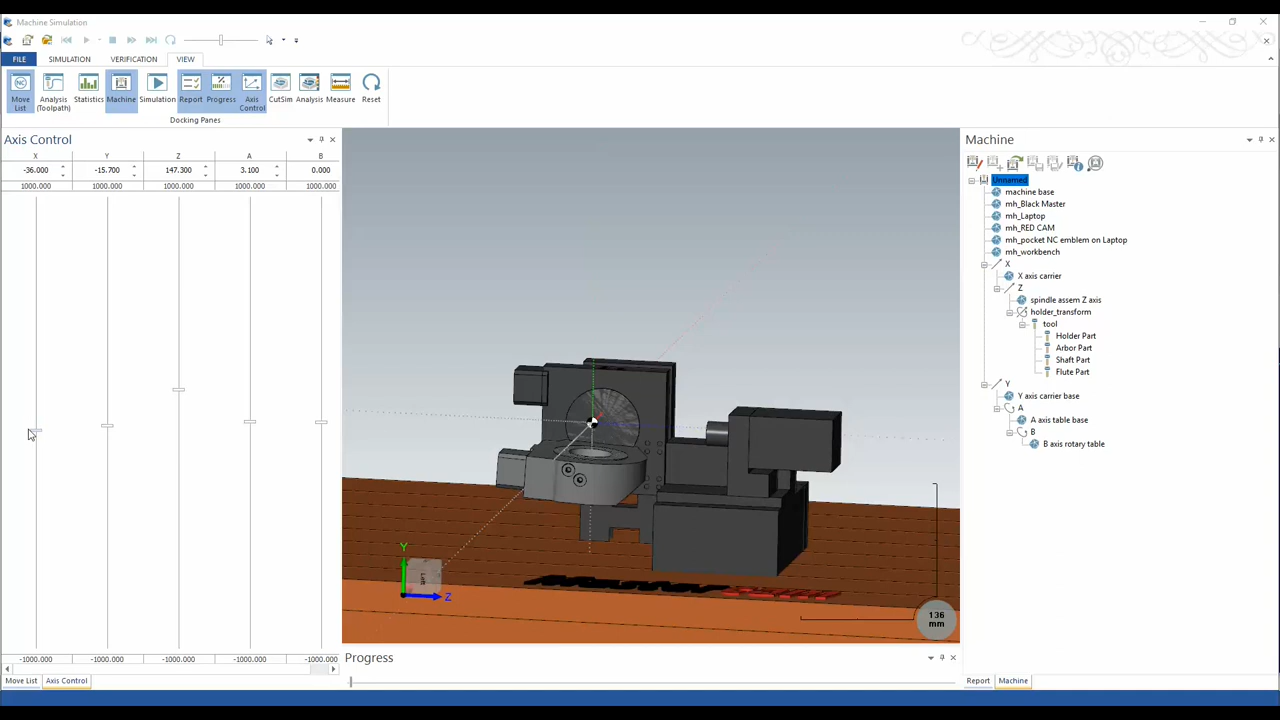 Machine Simulation
FILE SIMULATION VERIFICATION VIEW
Move List
Analysis (Toolpath)
Statistics
Machine
Simulation
Report
Progress
Axis Control
CutSim
Analysis
Measure
Reset
Docking Panes
Axis Control
X Y Z A B
-36.000 -15.700 147.300 3.100 0.000
1000.000 1000.000 1000.000 1000.000 1000.000
-1000.000 -1000.000 -1000.000 -1000.000 -1000.000
Move List Axis Control
Y
Z
Left
136
mm
Progress
Machine
Unnamed
machine base
mh_Black Master
mh_Laptop
mh_RED CAM
mh_pocket NC emblem on Laptop
mh_workbench
X
X axis carrier
Z
spindle assem Z axis
holder_transform
tool
Holder Part
Arbor Part
Shaft Part
Flute Part
Y
Y axis carrier base
A
A axis table base
B
B axis rotary table
Report Machine